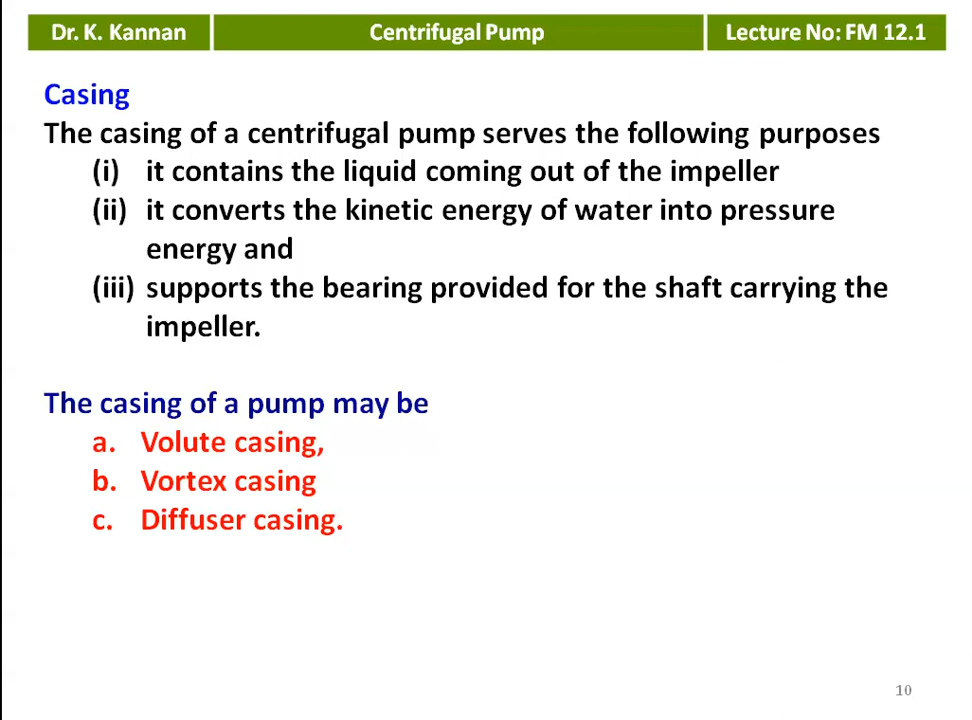 Dr. K. Kannan
Centrifugal Pump
Lecture No: FM 12.1
Casing
The casing of a centrifugal pump serves the following purposes
(i) it contains the liquid coming out of the impeller
(ii) it converts the kinetic energy of water into pressure
energy and
(iii) supports the bearing provided for the shaft carrying the
impeller.
The casing of a pump may be
a. Volute casing,
b. Vortex casing
c. Diffuser casing.
10